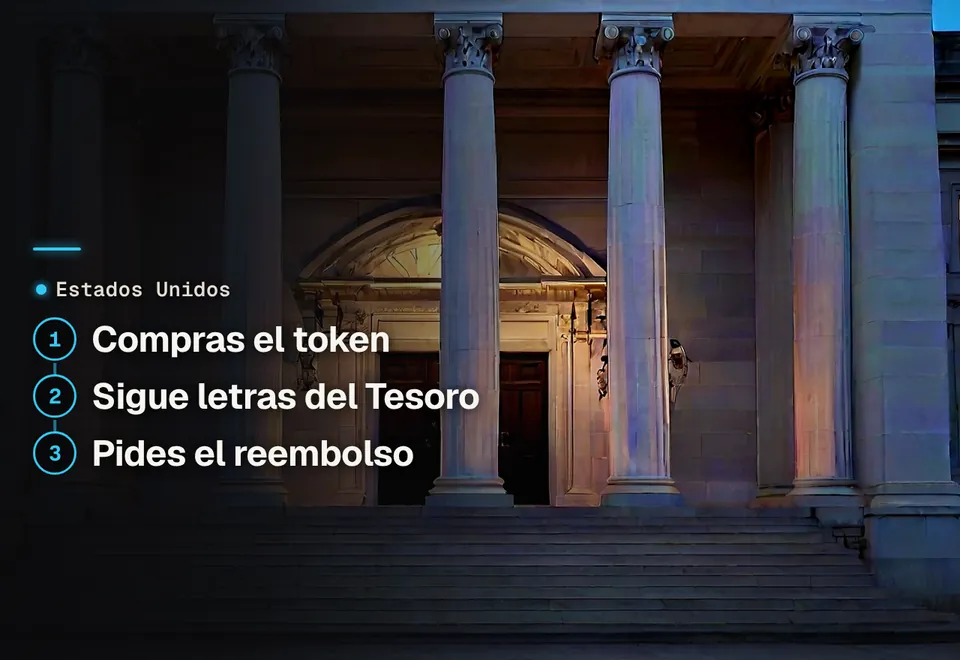 Estados Unidos
1 Compras el token
2 Sigue letras del Tesoro
3 Pides el reembolso